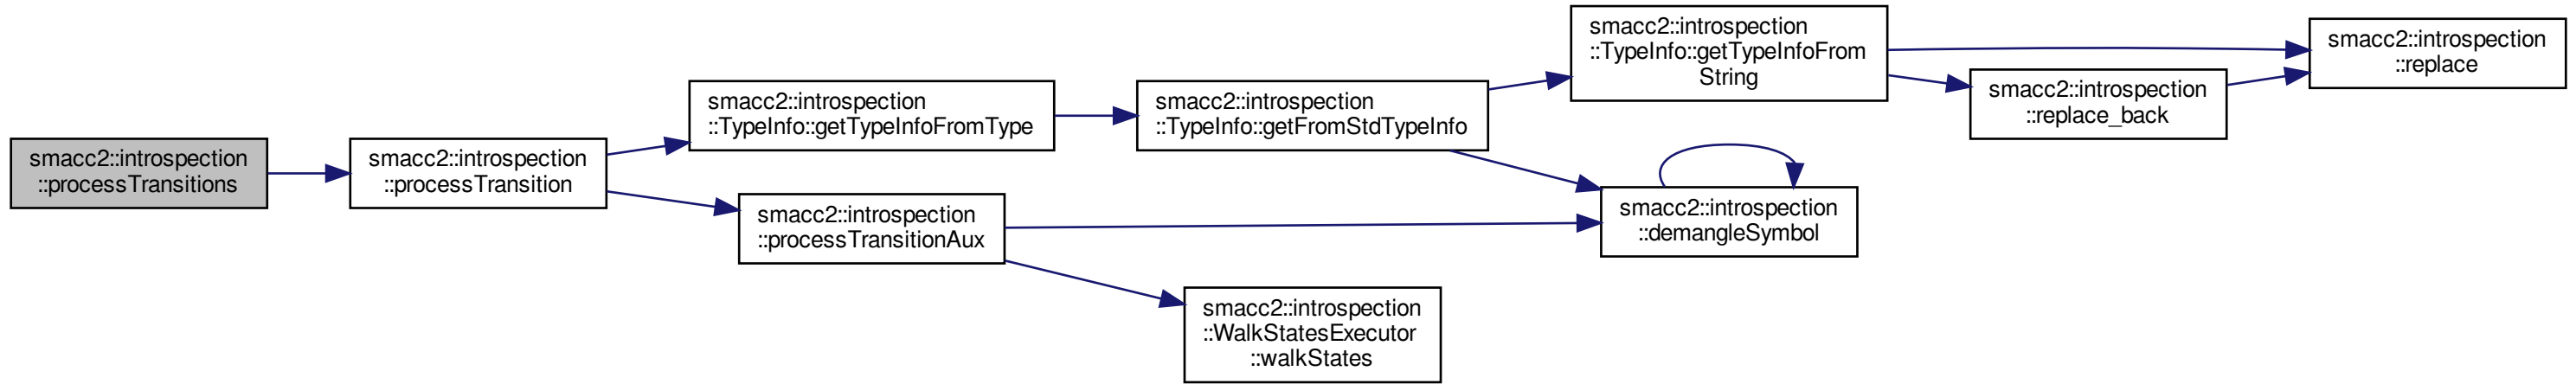 smacc2::introspection
::processTransitions
smacc2::introspection
::processTransition
smacc2::introspection
::TypeInfo::getTypeInfoFromType
smacc2::introspection
::processTransitionAux
smacc2::introspection
::TypeInfo::getFromStdTypeInfo
smacc2::introspection
::WalkStatesExecutor
::walkStates
smacc2::introspection
::TypeInfo::getTypeInfoFrom
String
smacc2::introspection
::demangleSymbol
smacc2::introspection
::replace_back
smacc2::introspection
::replace